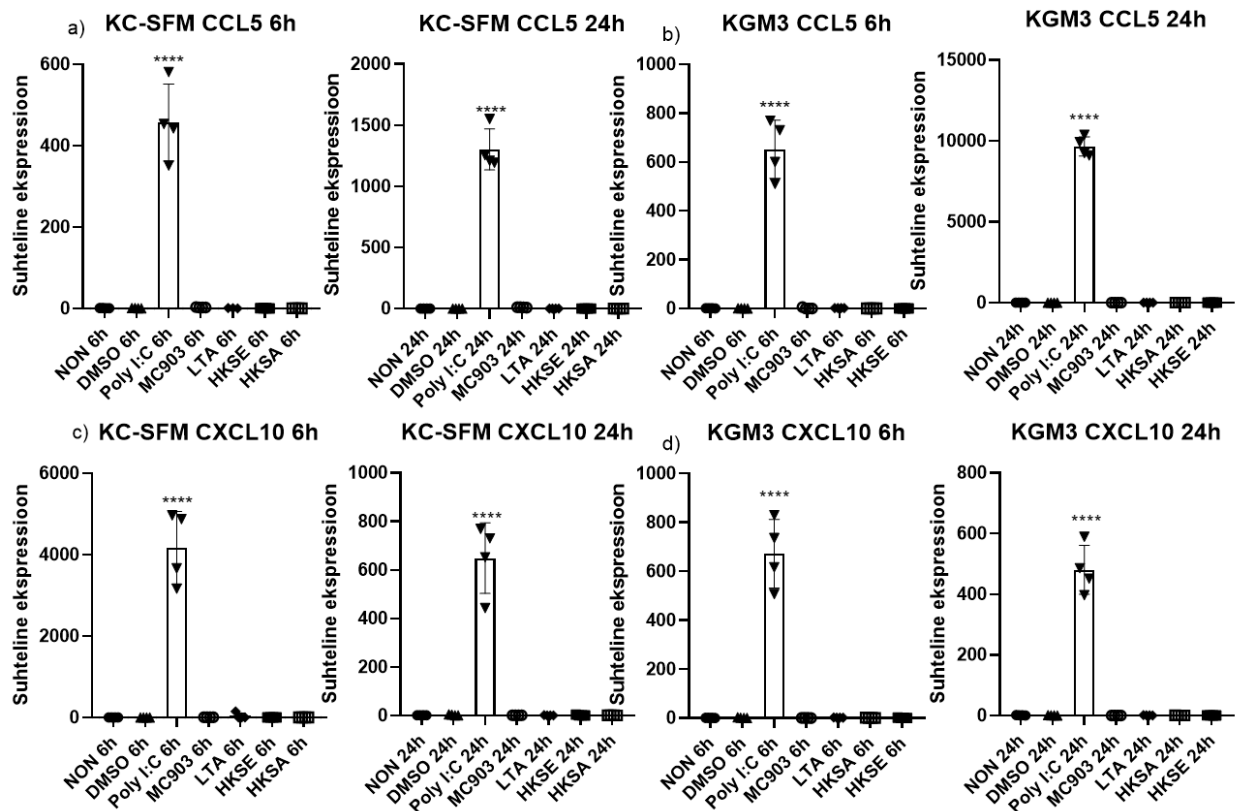 a) KC-SFM CCL5 6h
Suhteline ekspressioon
600
400
200
0
****
NON 6h
DMSO 6h
Poly I:C 6h
MC903 6h
LTA 6h
HKSE 6h
HKSA 6h
KC-SFM CCL5 24h
Suhteline ekspressioon
2000
1500
1000
500
0
****
NON 24h
DMSO 24h
Poly I:C 24h
MC903 24h
LTA 24h
HKSE 24h
HKSA 24h
b) KGM3 CCL5 6h
Suhteline ekspressioon
1000
800
600
400
200
0
****
NON 6h
DMSO 6h
Poly I:C 6h
MC903 6h
LTA 6h
HKSA 6h
HKSE 6h
KGM3 CCL5 24h
Suhteline ekspressioon
15000
10000
5000
0
****
NON 24h
DMSO 24h
Poly I:C 24h
MC903 24h
LTA 24h
HKSA 24h
HKSE 24h
c) KC-SFM CXCL10 6h
Suhteline ekspressioon
6000
4000
2000
0
****
NON 6h
DMSO 6h
Poly I:C 6h
MC903 6h
LTA 6h
HKSE 6h
HKSA 6h
KC-SFM CXCL10 24h
Suhteline ekspressioon
1000
800
600
400
200
0
****
NON 24h
DMSO 24h
Poly I:C 24h
MC903 24h
LTA 24h
HKSE 24h
HKSA 24h
d) KGM3 CXCL10 6h
Suhteline ekspressioon
1000
800
600
400
200
0
****
NON 6h
DMSO 6h
Poly I:C 6h
MC903 6h
LTA 6h
HKSA 6h
HKSE 6h
KGM3 CXCL10 24h
Suhteline ekspressioon
800
600
400
200
0
****
NON 24h
DMSO 24h
Poly I:C 24h
MC903 24h
LTA 24h
HKSA 24h
HKSE 24h